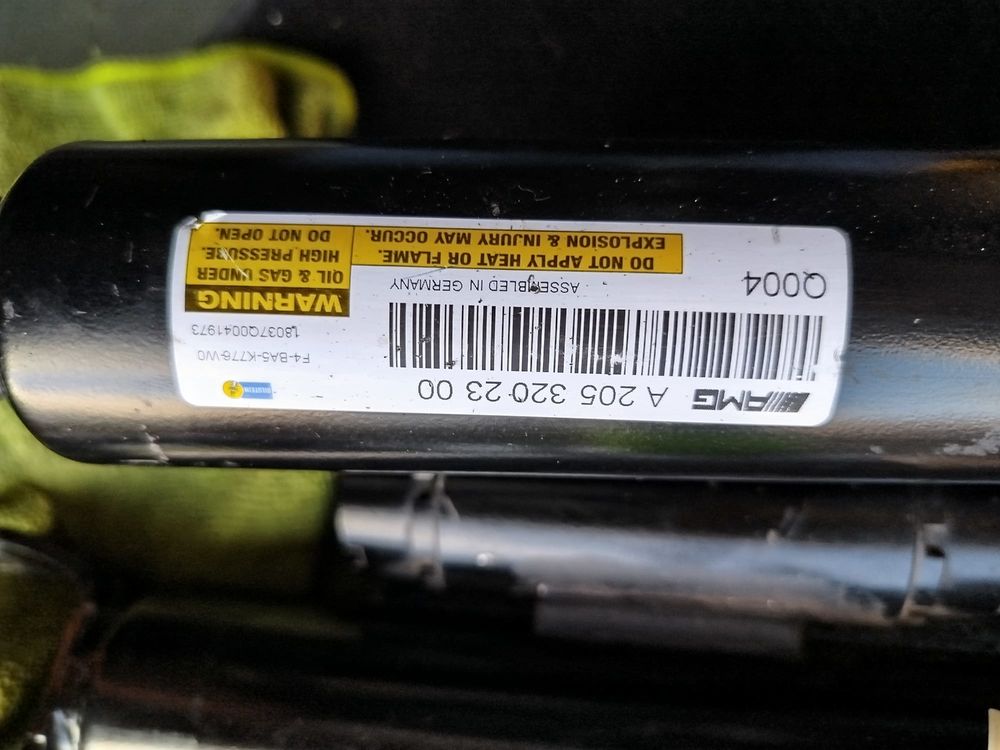 AMG A 205 320 23 00
BILSTEIN
F4-BA5-K776-W0
18037Q0041973
Q004
ASSEMBLED IN GERMANY
DO NOT APPLY HEAT OR FLAME.
EXPLOSION & INJURY MAY OCCUR.
WARNING
OIL & GAS UNDER
HIGH PRESSURE.
DO NOT OPEN.